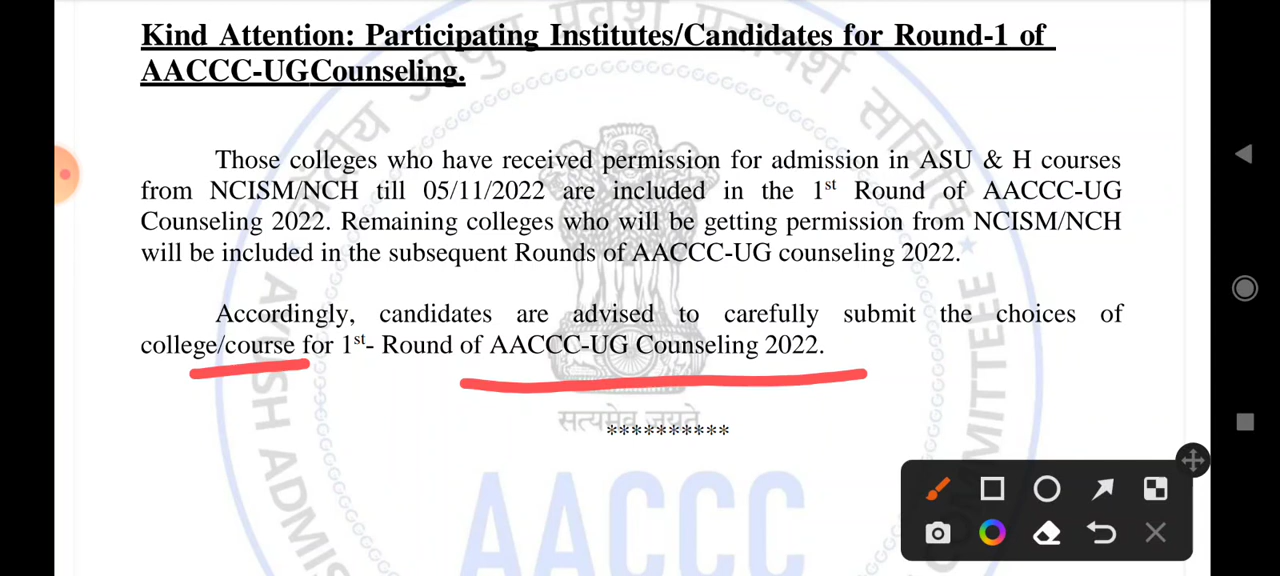 Kind Attention: Participating Institutes/Candidates for Round-1 of
AACCC-UGCounseling.
Those colleges who have received permission for admission in ASU & H courses
from NCISM/NCH till 05/11/2022 are included in the 1st Round of AACCC-UG
Counseling 2022. Remaining colleges who will be getting permission from NCISM/NCH
will be included in the subsequent Rounds of AACCC-UG counseling 2022.
Accordingly, candidates are advised to carefully submit the choices of
college/course for 1st- Round of AACCC-UG Counseling 2022.
सत्यमेव जयते
**********
AACCC